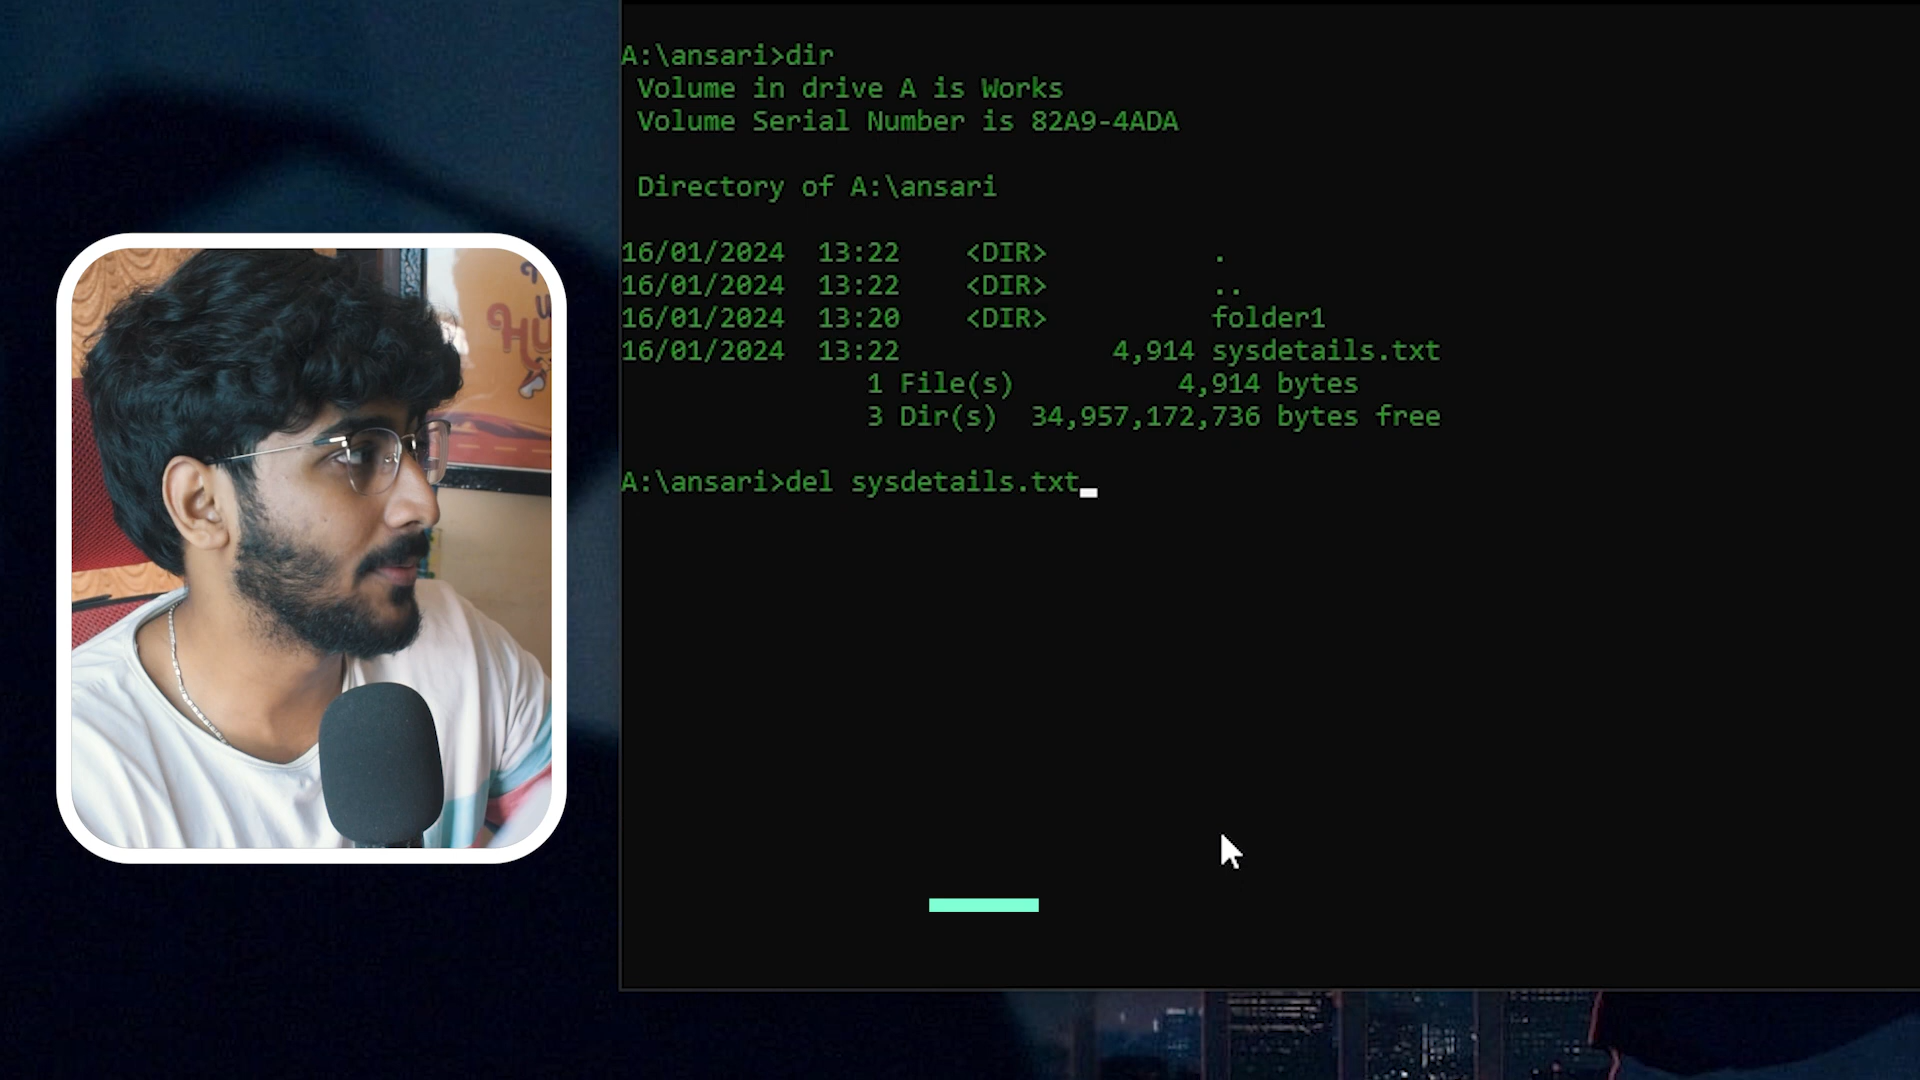 A:\ansari>dir
Volume in drive A is Works
Volume Serial Number is 82A9-4ADA
Directory of A:\ansari
16/01/2024 13:22 <DIR> .
16/01/2024 13:22 <DIR> ..
16/01/2024 13:20 <DIR> folder1
16/01/2024 13:22 4,914 sysdetails.txt
1 File(s) 4,914 bytes
3 Dir(s) 34,957,172,736 bytes free
A:\ansari>del sysdetails.txt